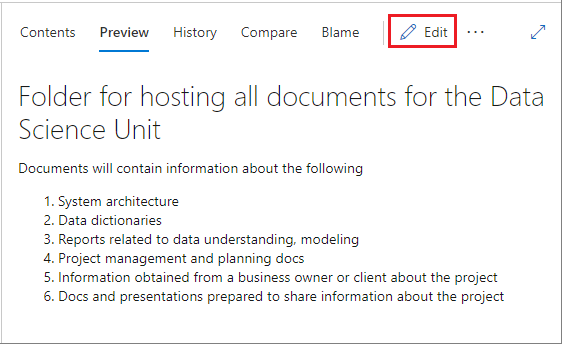 Contents Preview History Compare Blame Edit ...
Folder for hosting all documents for the Data
Science Unit
Documents will contain information about the following
1. System architecture
2. Data dictionaries
3. Reports related to data understanding, modeling
4. Project management and planning docs
5. Information obtained from a business owner or client about the project
6. Docs and presentations prepared to share information about the project